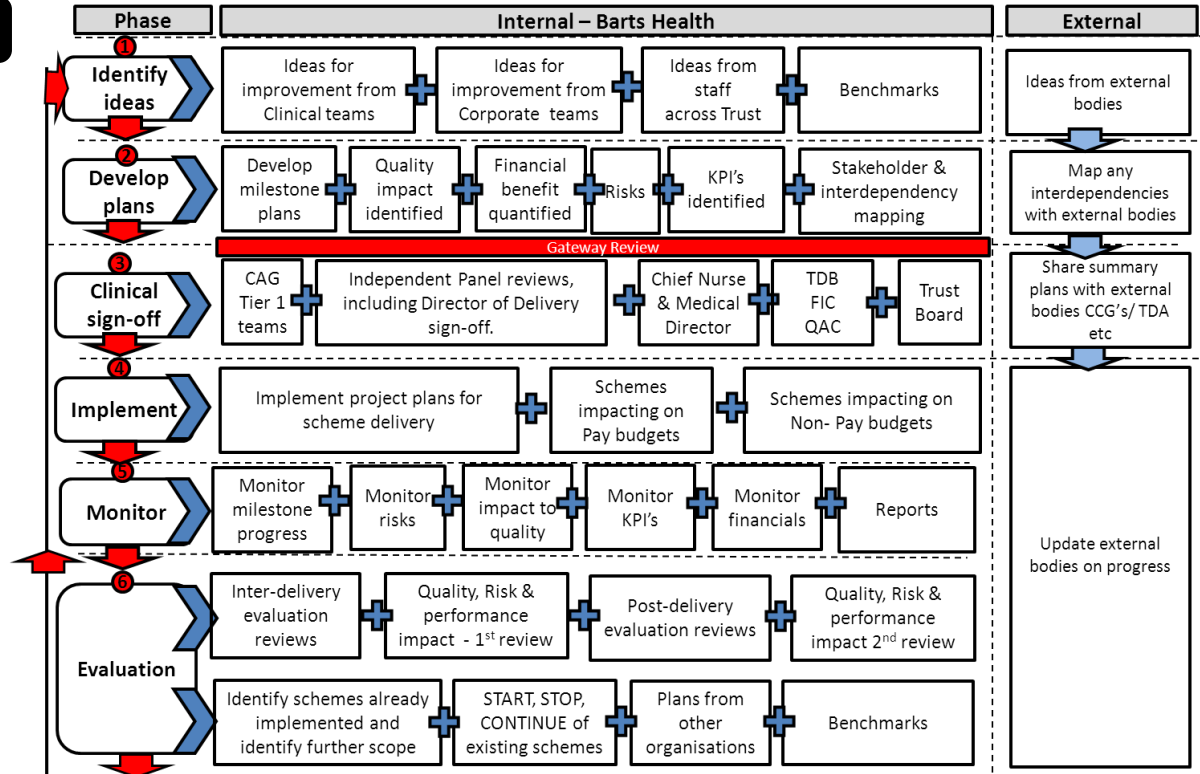 Phase
Internal – Barts Health
External
1
Identify
ideas
Ideas for
improvement from
Clinical teams
Ideas for
improvement from
Corporate teams
Ideas from
staff
across Trust
Benchmarks
Ideas from external
bodies
2
Develop
plans
Develop
milestone
plans
Quality
impact
identified
Financial
benefit
quantified
Risks
KPI's
identified
Stakeholder &
interdependency
mapping
Map any
interdependencies
with external bodies
Gateway Review
3
Clinical
sign-off
CAG
Tier 1
teams
Independent Panel reviews,
including Director of Delivery
sign-off.
Chief Nurse
& Medical
Director
TDB
FIC
QAC
Trust
Board
Share summary
plans with external
bodies CCG's/ TDA
etc
4
Implement
Implement project plans for
scheme delivery
Schemes
impacting on
Pay budgets
Schemes impacting on
Non- Pay budgets
5
Monitor
Monitor
milestone
progress
Monitor
risks
Monitor
impact to
quality
Monitor
KPI's
Monitor
financials
Reports
Update external
bodies on progress
6
Evaluation
Inter-delivery
evaluation
reviews
Quality, Risk &
performance
impact - 1st review
Post-delivery
evaluation reviews
Quality, Risk &
performance
impact 2nd review
Identify schemes already
implemented and
identify further scope
START, STOP,
CONTINUE of
existing schemes
Plans from
other
organisations
Benchmarks